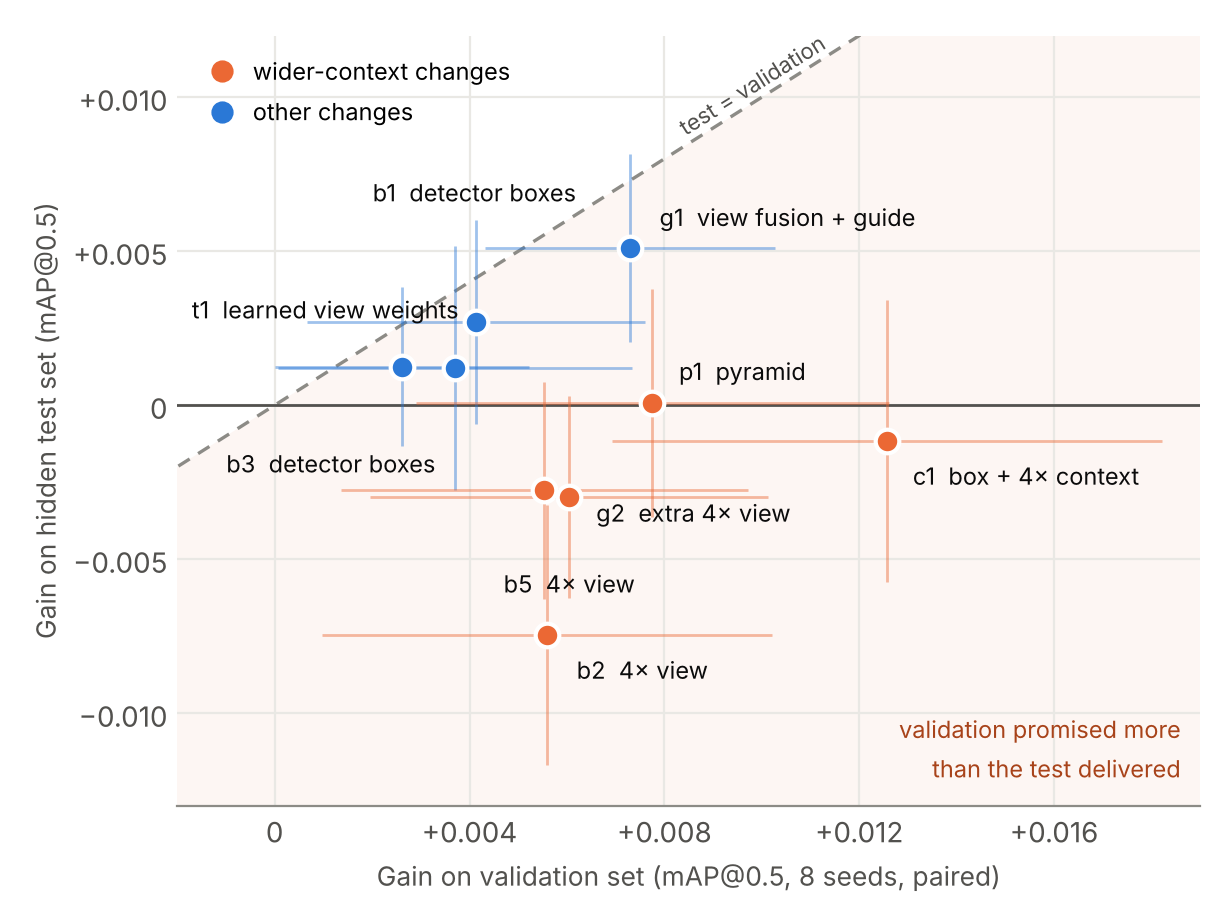 wider-context changes
other changes
test = validation
+0.010
b1 detector boxes
g1 view fusion + guide
+0.005
t1 learned view weights
p1 pyramid
0
b3 detector boxes
c1 box + 4× context
g2 extra 4× view
−0.005
b5 4× view
b2 4× view
−0.010
validation promised more
than the test delivered
Gain on hidden test set (mAP@0.5)
0
+0.004
+0.008
+0.012
+0.016
Gain on validation set (mAP@0.5, 8 seeds, paired)